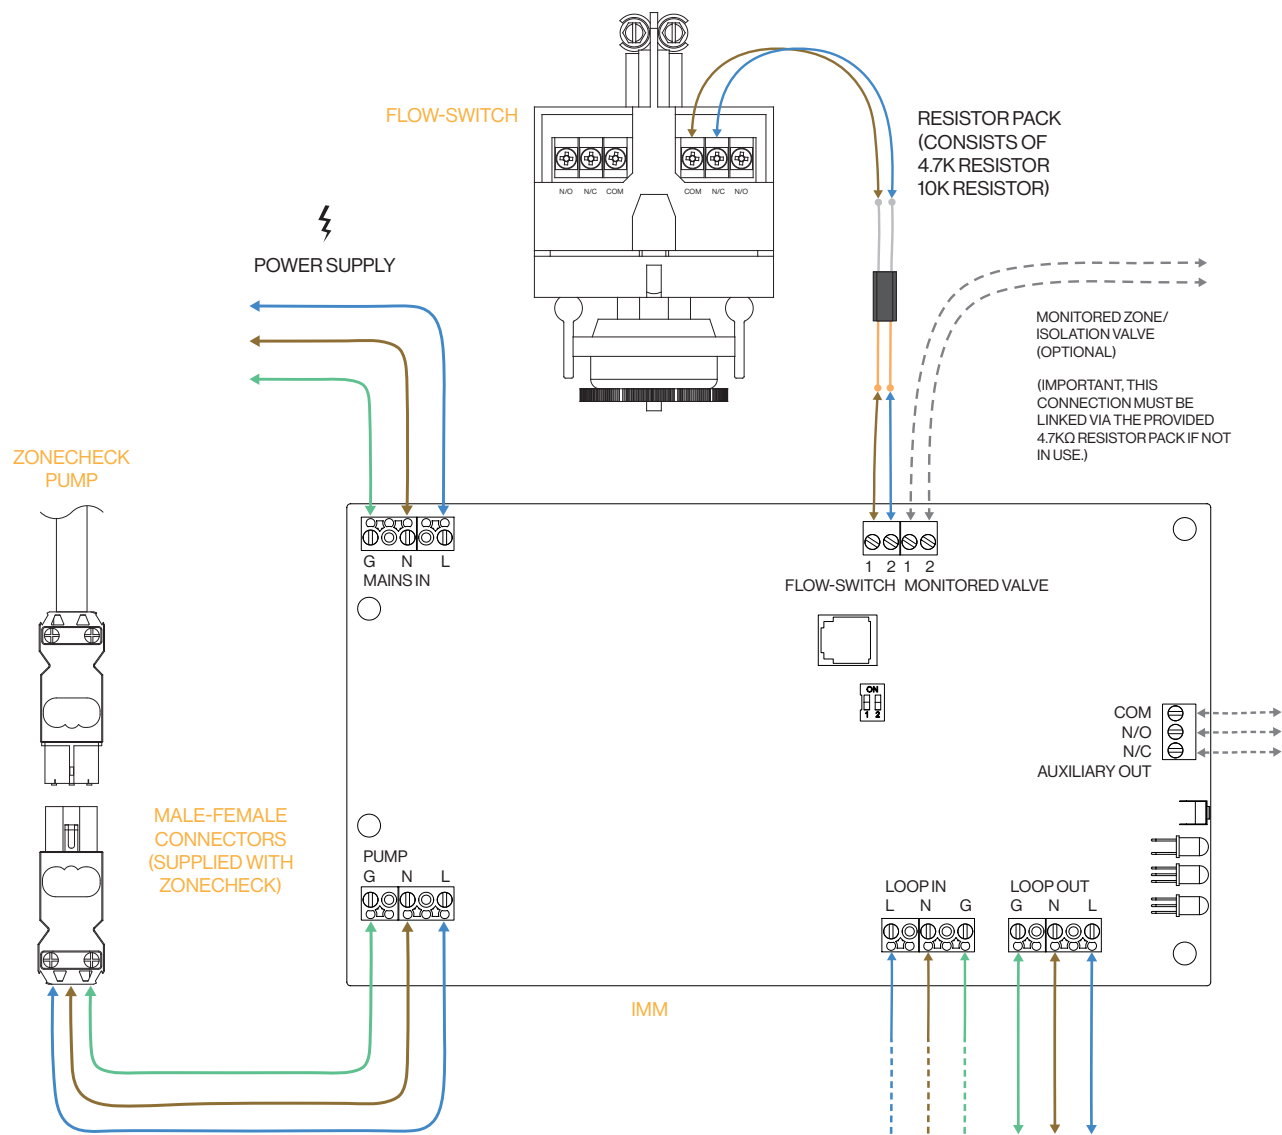 FLOW-SWITCH
N/O N/C COM
COM N/C N/O
RESISTOR PACK
(CONSISTS OF
4.7K RESISTOR
10K RESISTOR)
POWER SUPPLY
MONITORED ZONE/
ISOLATION VALVE
(OPTIONAL)
(IMPORTANT, THIS
CONNECTION MUST BE
LINKED VIA THE PROVIDED
4.7KΩ RESISTOR PACK IF NOT
IN USE.)
ZONECHECK
PUMP
G N L
MAINS IN
1 2 1 2
FLOW-SWITCH MONITORED VALVE
ON
1 2
COM
N/O
N/C
AUXILIARY OUT
MALE-FEMALE
CONNECTORS
(SUPPLIED WITH
ZONECHECK)
PUMP
G N L
LOOP IN
L N G
LOOP OUT
G N L
IMM